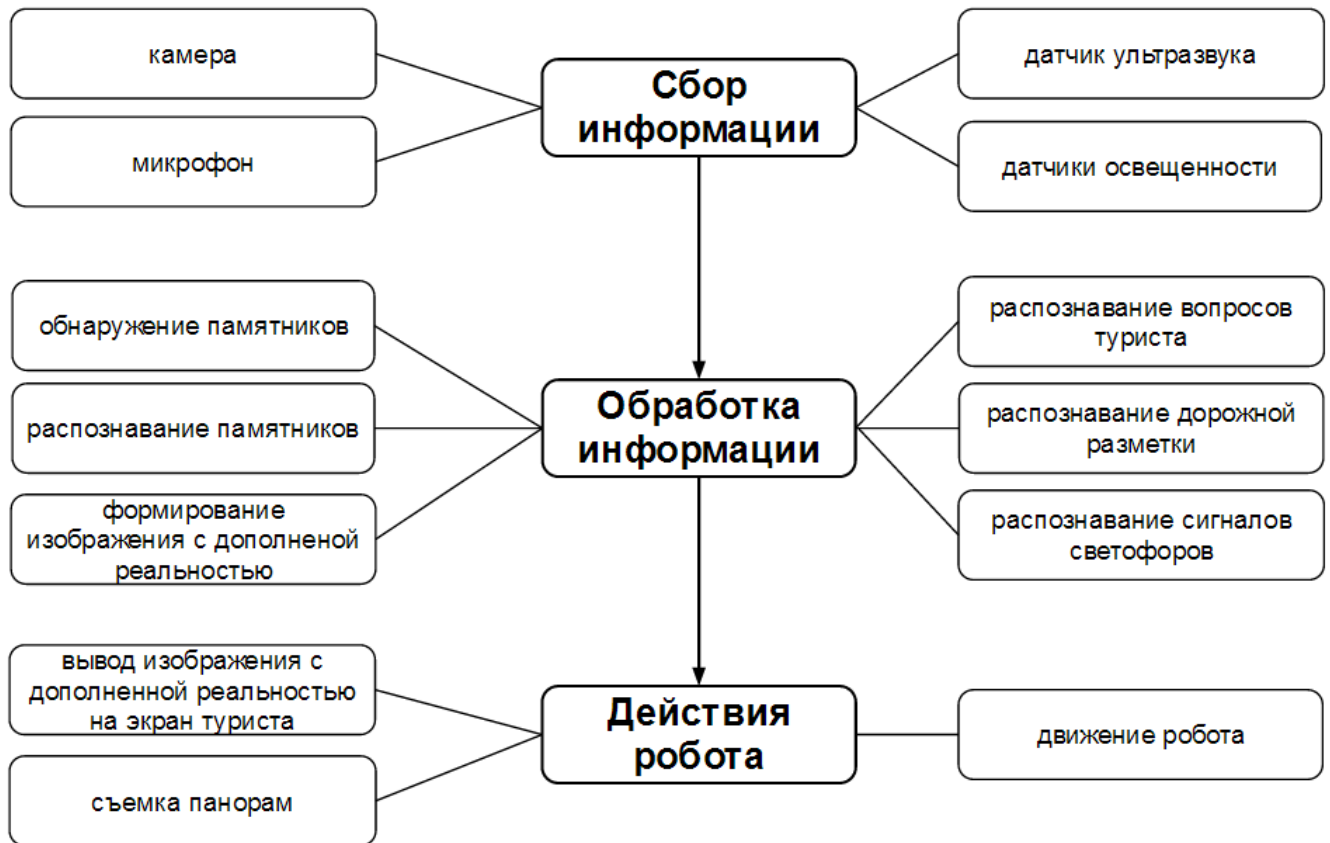 камера
микрофон
Сбор
информации
датчик ультразвука
датчики освещенности
обнаружение памятников
распознавание памятников
формирование
изображения с дополненой
реальностью
Обработка
информации
распознавание вопросов
туриста
распознавание дорожной
разметки
распознавание сигналов
светофоров
вывод изображения с
дополненной реальностью
на экран туриста
съемка панорам
Действия
робота
движение робота